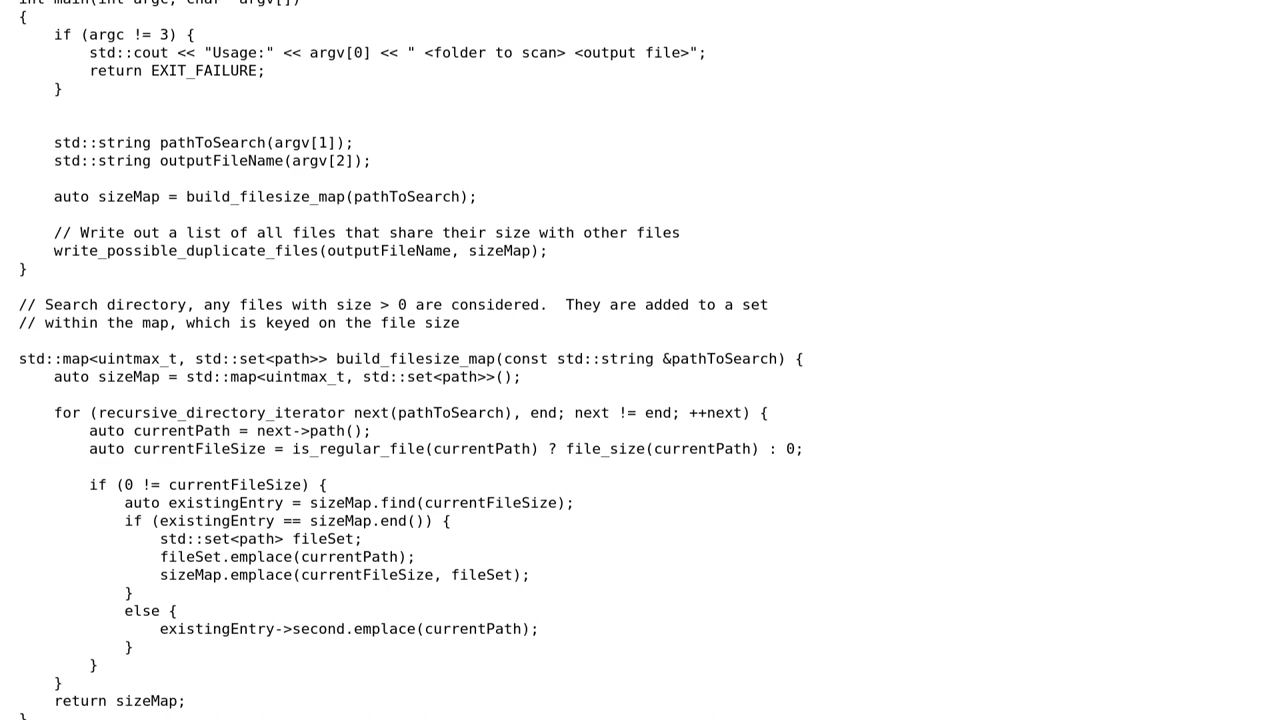 int main(int argc, char* argv[])
{
    if (argc != 3) {
        std::cout << "Usage:" << argv[0] << " <folder to scan> <output file>";
        return EXIT_FAILURE;
    }
    std::string pathToSearch(argv[1]);
    std::string outputFileName(argv[2]);
    auto sizeMap = build_filesize_map(pathToSearch);
    // Write out a list of all files that share their size with other files
    write_possible_duplicate_files(outputFileName, sizeMap);
}
// Search directory, any files with size > 0 are considered.  They are added to a set
// within the map, which is keyed on the file size
std::map<uintmax_t, std::set<path>> build_filesize_map(const std::string &pathToSearch) {
    auto sizeMap = std::map<uintmax_t, std::set<path>>();
    for (recursive_directory_iterator next(pathToSearch), end; next != end; ++next) {
        auto currentPath = next->path();
        auto currentFileSize = is_regular_file(currentPath) ? file_size(currentPath) : 0;
        if (0 != currentFileSize) {
            auto existingEntry = sizeMap.find(currentFileSize);
            if (existingEntry == sizeMap.end()) {
                std::set<path> fileSet;
                fileSet.emplace(currentPath);
                sizeMap.emplace(currentFileSize, fileSet);
            }
            else {
                existingEntry->second.emplace(currentPath);
            }
        }
    }
    return sizeMap;
}